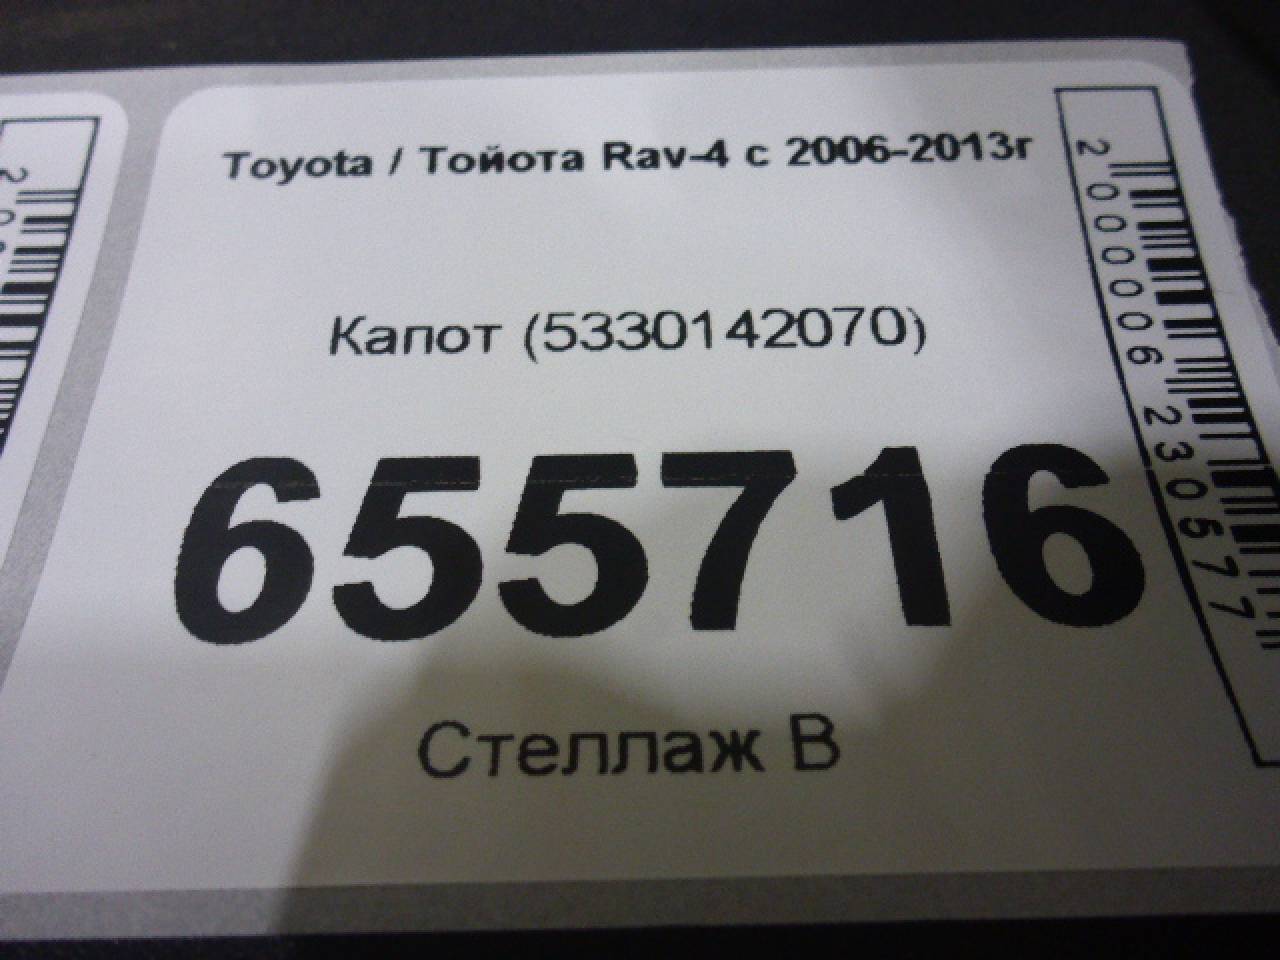 Toyota / Тойота Rav-4 с 2006-2013г
Капот (5330142070)
655716
Стеллаж В
2000006230577